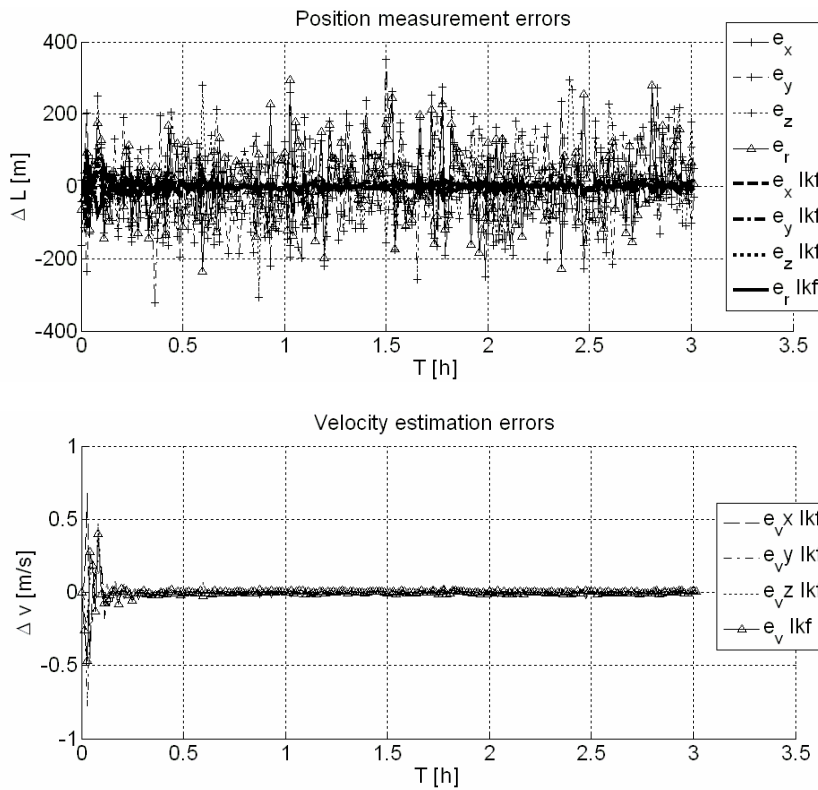 Position measurement errors
400
200
0
-200
-400
Δ L [m]
0
0.5
1
1.5
2
2.5
3
3.5
T [h]
e_x
e_y
e_z
e_r
e_x lkf
e_y lkf
e_z lkf
e_r lkf
Velocity estimation errors
1
0.5
0
-0.5
-1
Δ v [m/s]
0
0.5
1
1.5
2
2.5
3
3.5
T [h]
e_vx lkf
e_vy lkf
e_vz lkf
e_v lkf